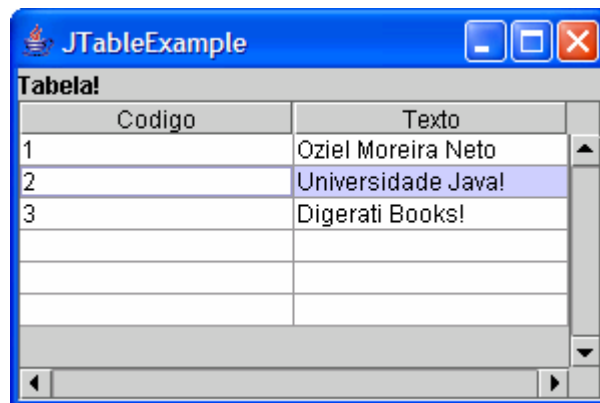 JTableExample
Tabela!
Codigo Texto
1 Oziel Moreira Neto
2 Universidade Java!
3 Digerati Books!